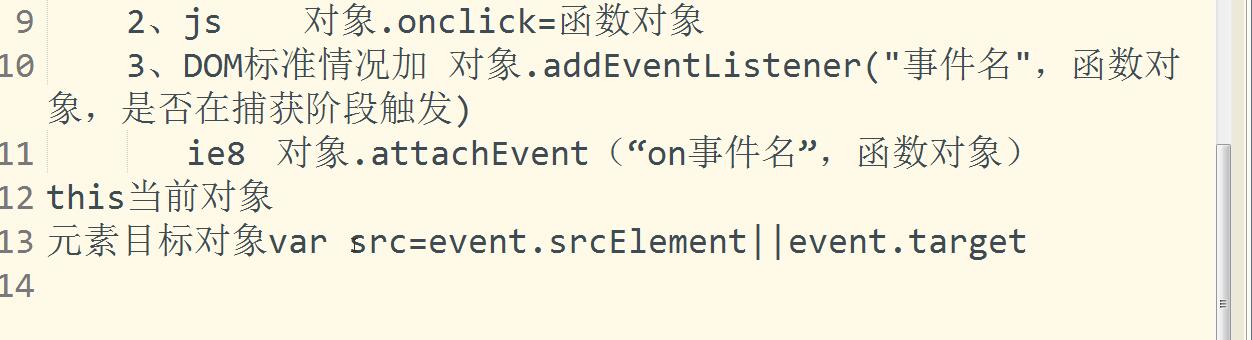 9 2、js 对象.onclick=函数对象
10 3、DOM标准情况加 对象.addEventListener("事件名", 函数对
象，是否在捕获阶段触发)
11 ie8 对象.attachEvent（“on事件名”，函数对象）
12 this当前对象
13 元素目标对象var src=event.srcElement||event.target
14